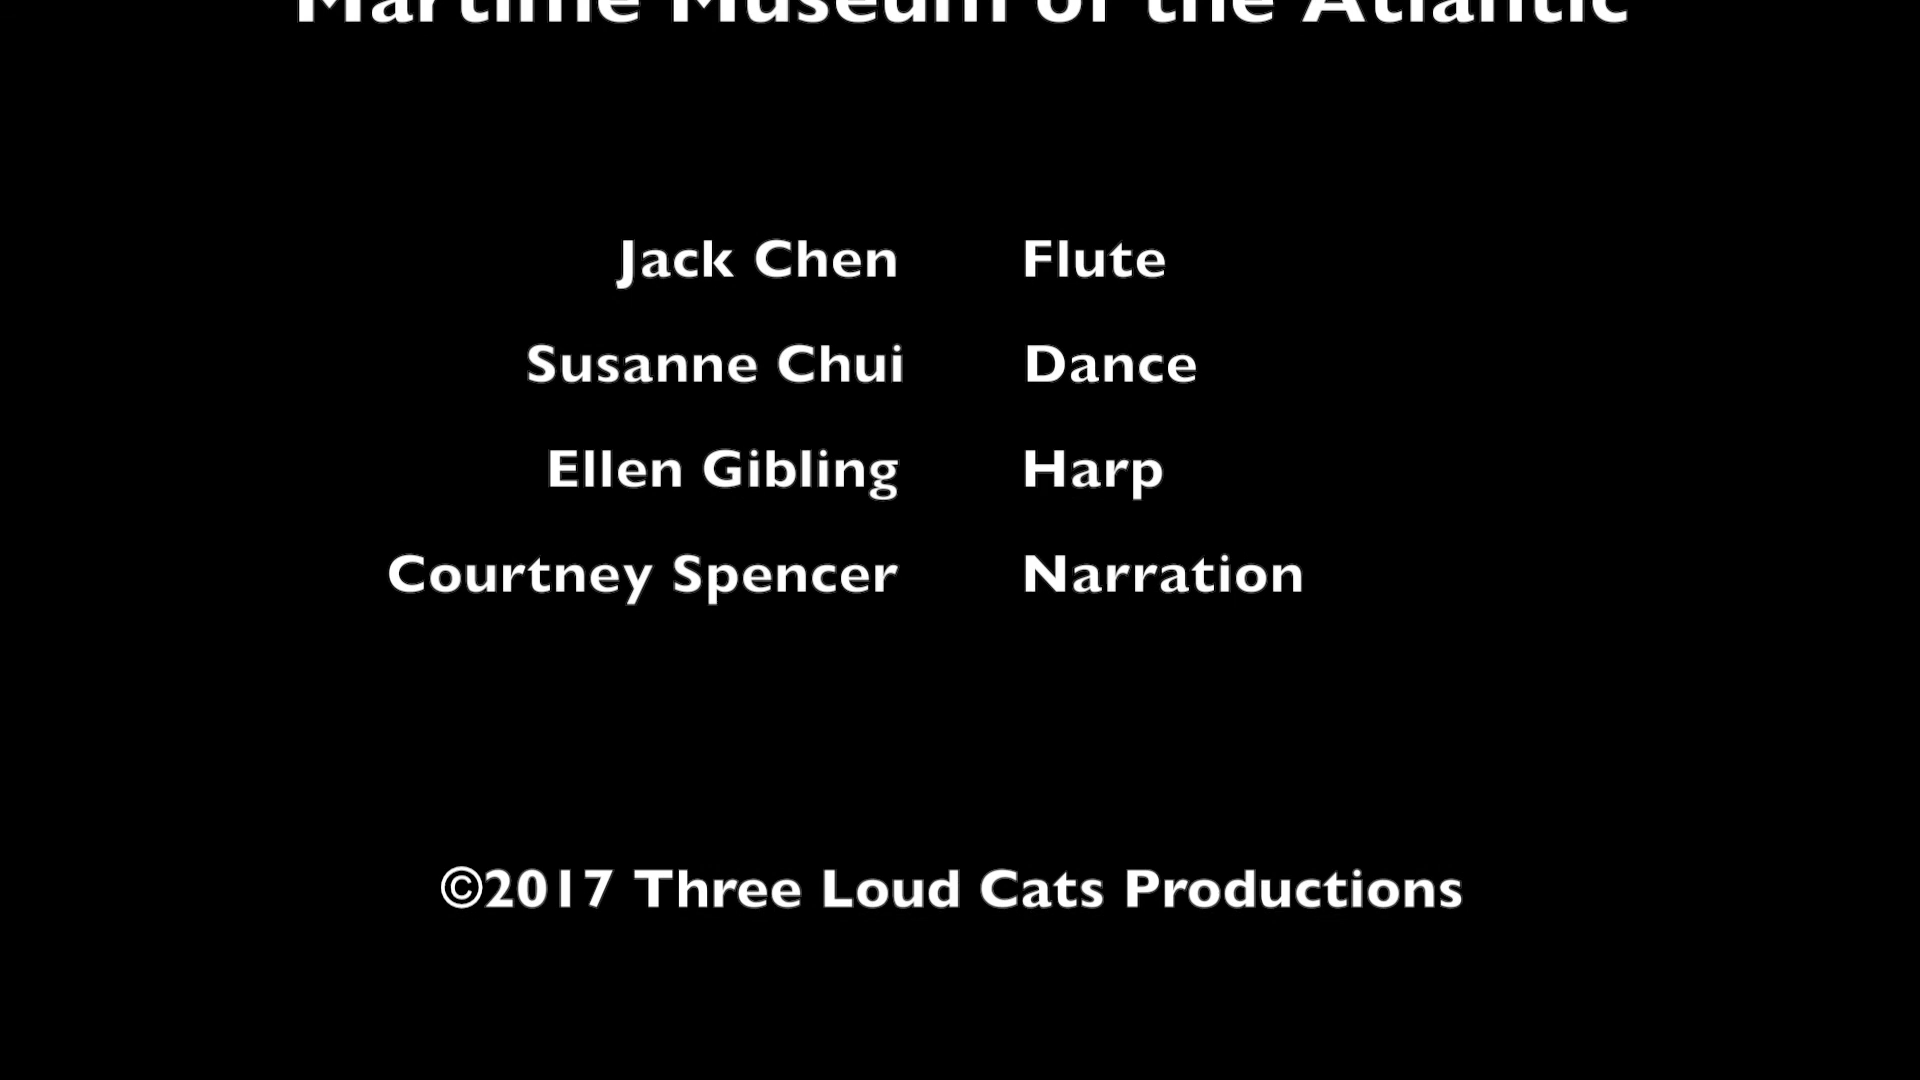 Martime Museum of the Atlantic
Jack Chen Flute
Susanne Chui Dance
Ellen Gibling Harp
Courtney Spencer Narration
©2017 Three Loud Cats Productions